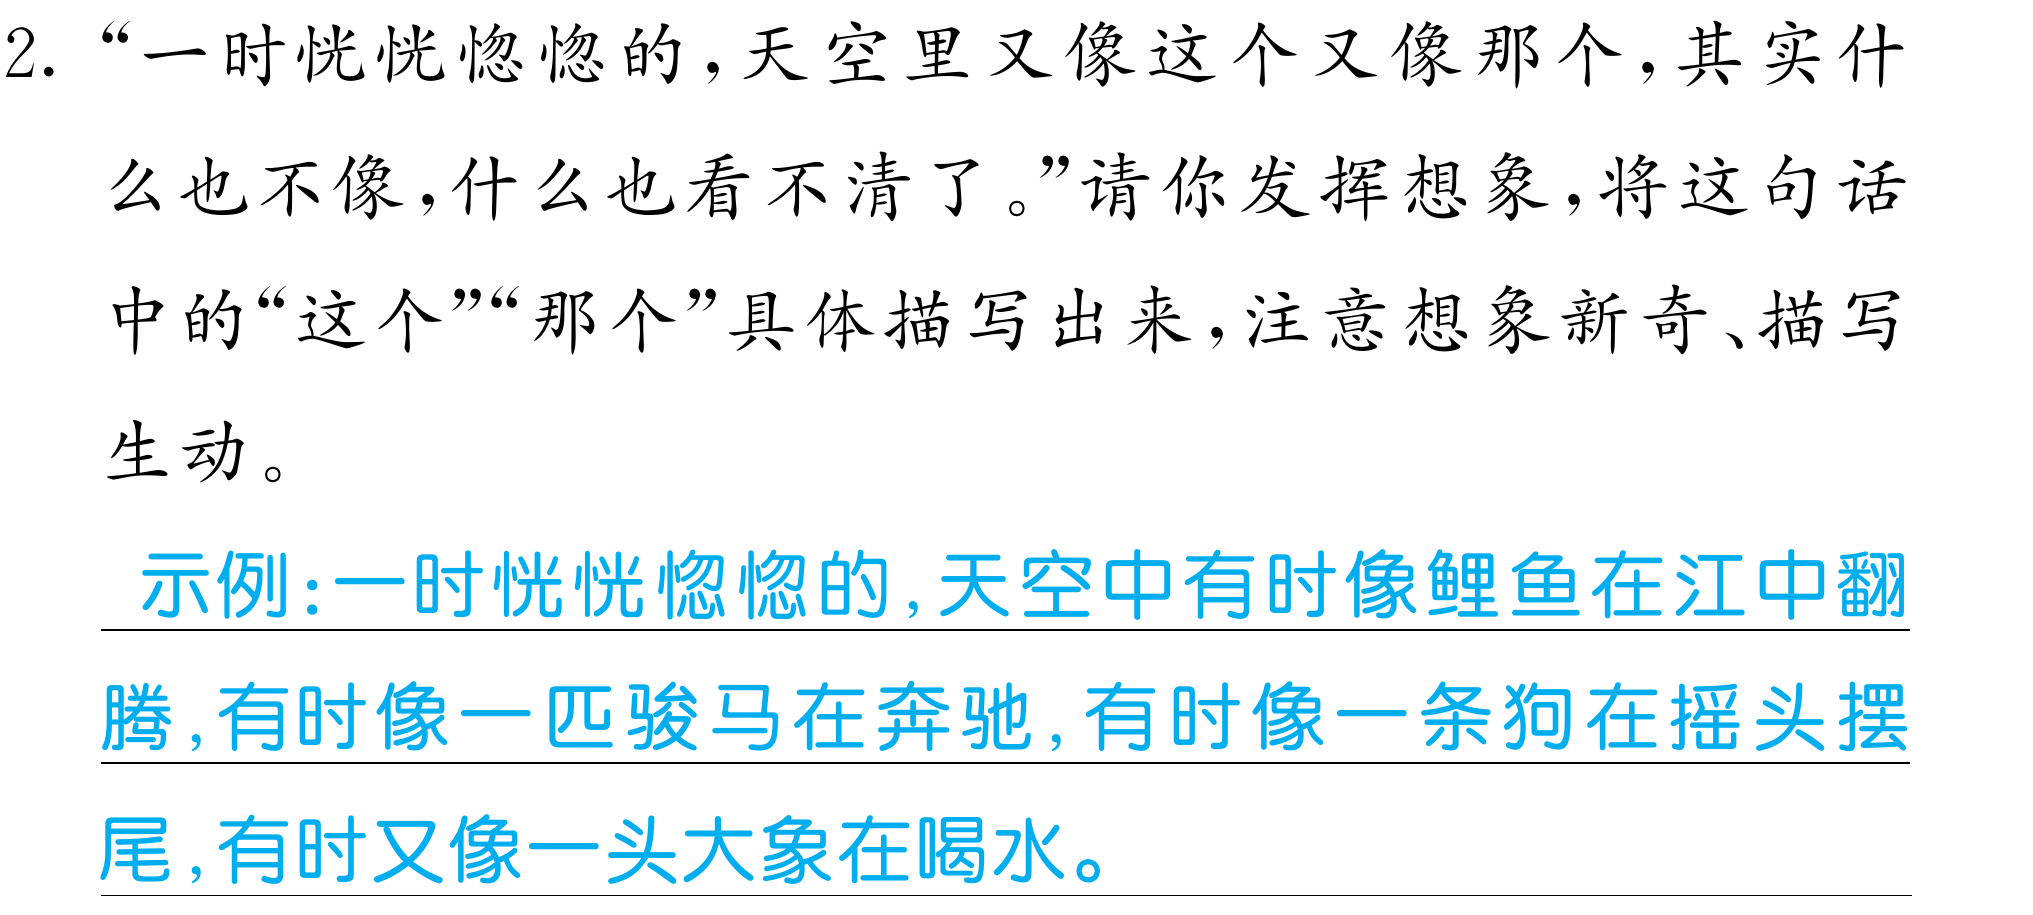 2. “一时恍恍惚惚的,天空里又像这个又像那个,其实什
么也不像,什么也看不清了。”请你发挥想象,将这句话
中的“这个”“那个”具体描写出来,注意想象新奇、描写
生动。
示例:一时恍恍惚惚的,天空中有时像鲤鱼在江中翻
腾,有时像一匹骏马在奔驰,有时像一条狗在摇头摆
尾,有时又像一头大象在喝水。